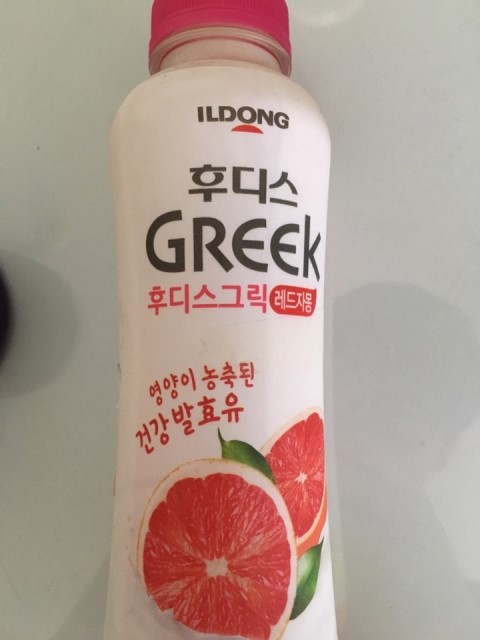 ILDONG
후디스
GREEK
후디스그릭 레드자몽
영양이 농축된
건강 발효유